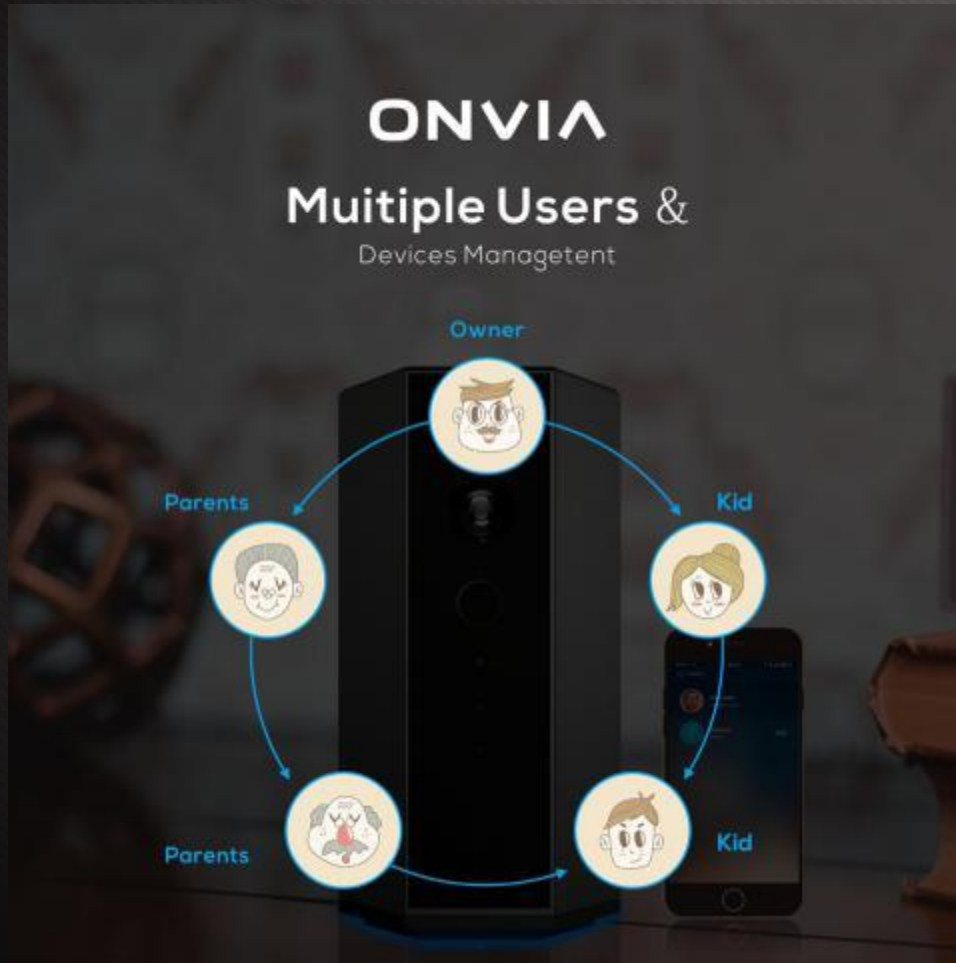 ONVIA
Muitiple Users &
Devices Managetent
Owner
Parents
Kid
Parents
Kid